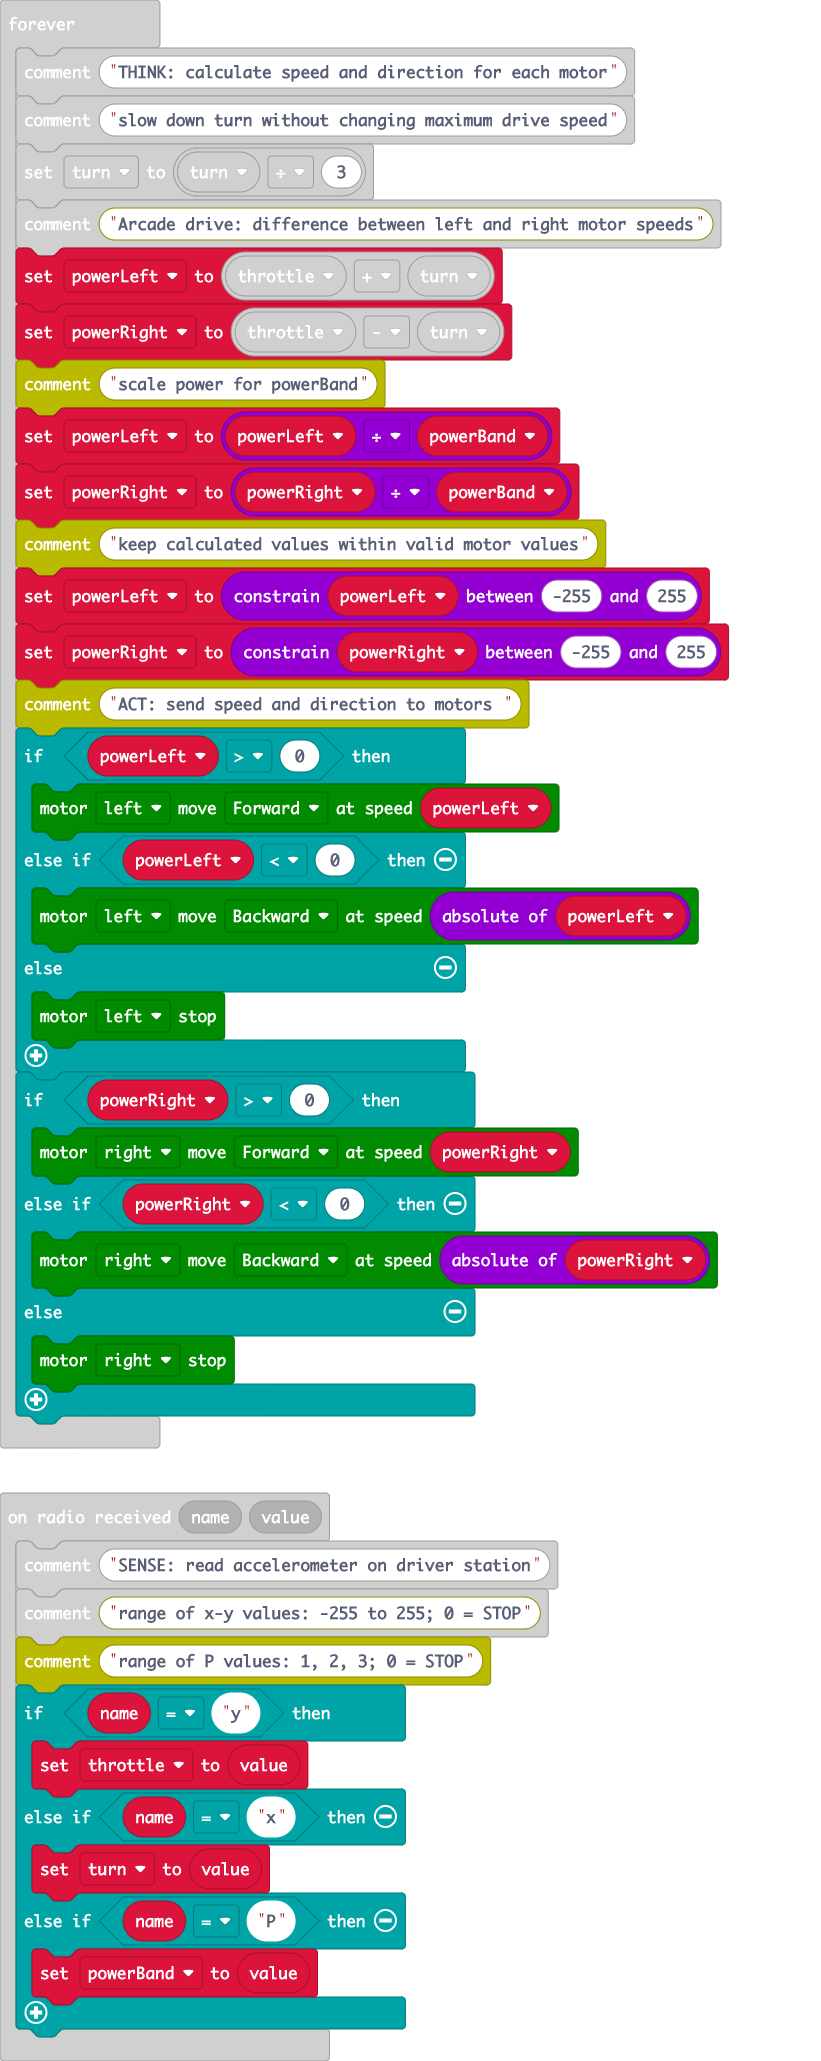 forever
comment "THINK: calculate speed and direction for each motor"
comment "slow down turn without changing maximum drive speed"
set turn to turn ÷ 3
comment "Arcade drive: difference between left and right motor speeds"
set powerLeft to throttle + turn
set powerRight to throttle - turn
comment "scale power for powerBand"
set powerLeft to powerLeft ÷ powerBand
set powerRight to powerRight ÷ powerBand
comment "keep calculated values within valid motor values"
set powerLeft to constrain powerLeft between -255 and 255
set powerRight to constrain powerRight between -255 and 255
comment "ACT: send speed and direction to motors "
if powerLeft > 0 then
motor left move Forward at speed powerLeft
else if powerLeft < 0 then
motor left move Backward at speed absolute of powerLeft
else
motor left stop
if powerRight > 0 then
motor right move Forward at speed powerRight
else if powerRight < 0 then
motor right move Backward at speed absolute of powerRight
else
motor right stop
on radio received name value
comment "SENSE: read accelerometer on driver station"
comment "range of x-y values: -255 to 255; 0 = STOP"
comment "range of P values: 1, 2, 3; 0 = STOP"
if name = "y" then
set throttle to value
else if name = "x" then
set turn to value
else if name = "P" then
set powerBand to value